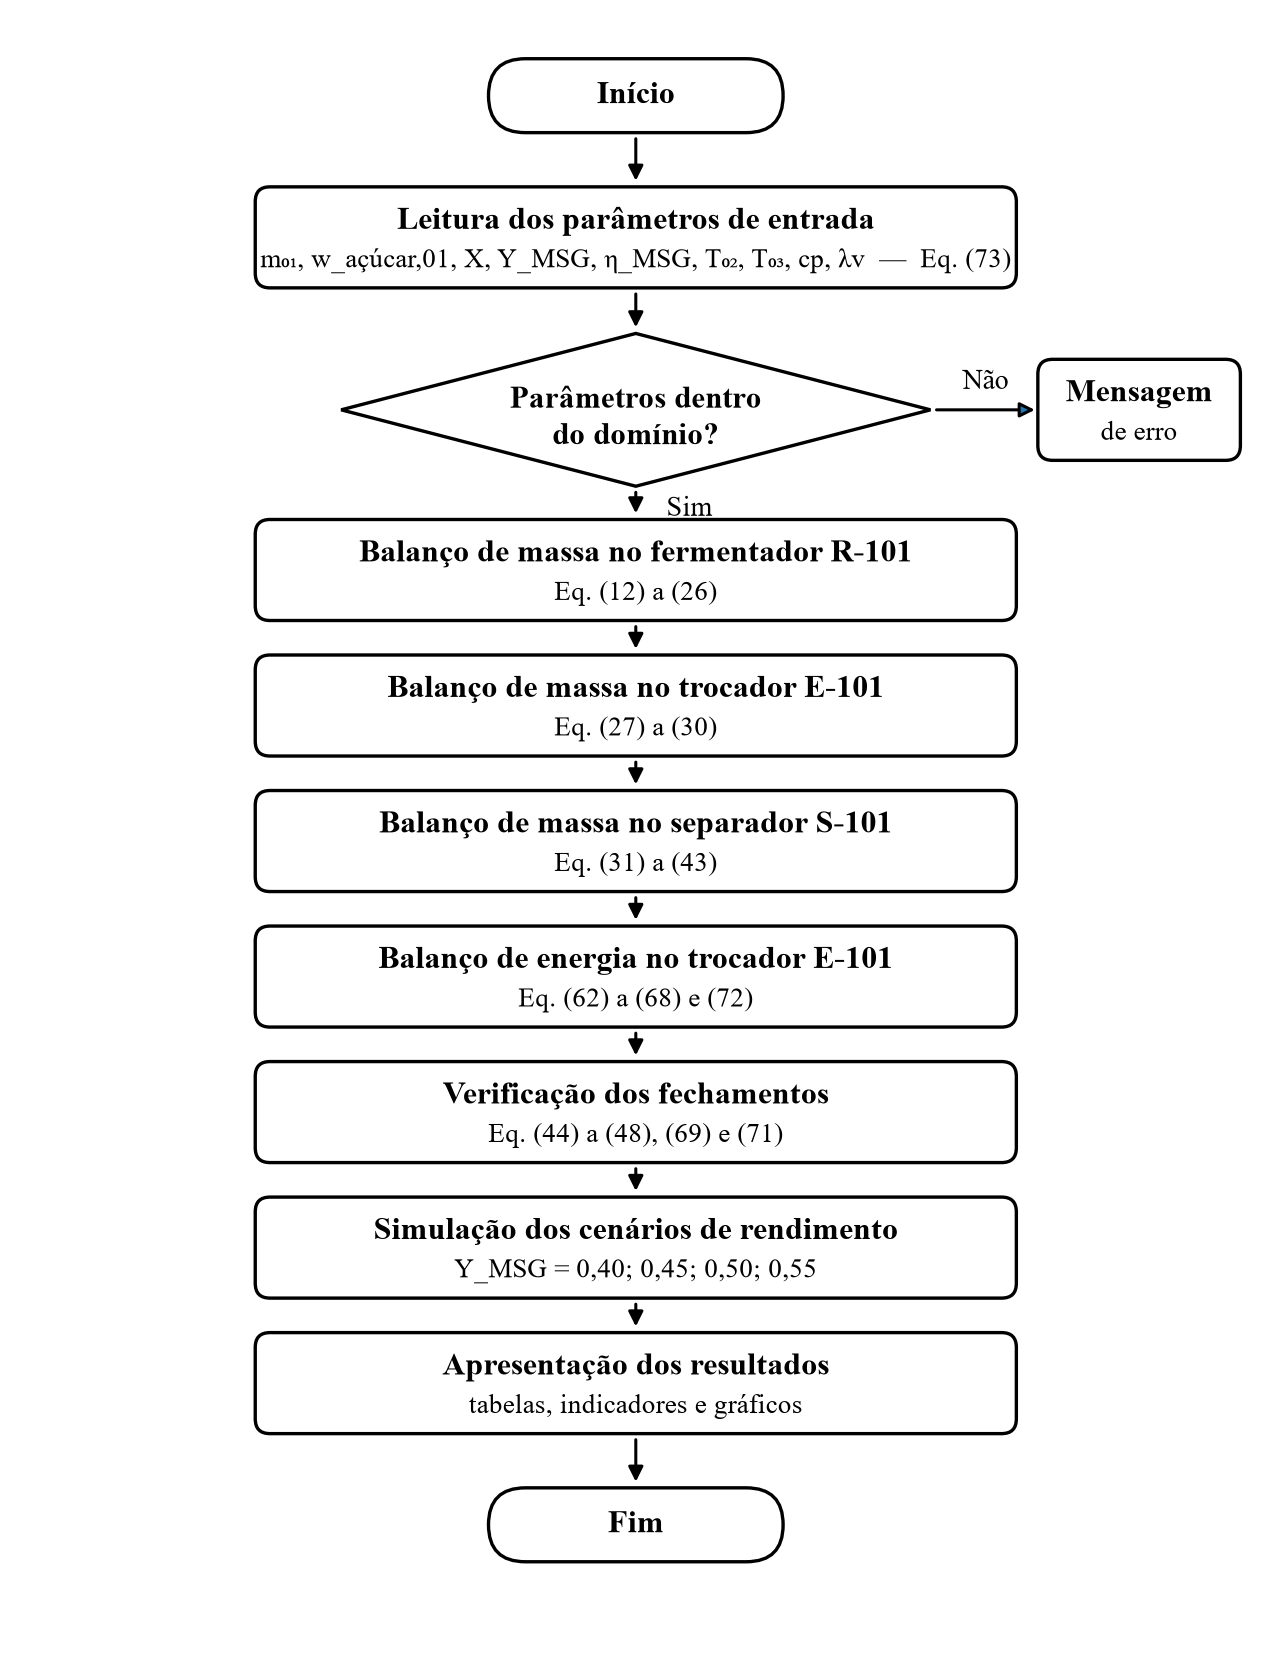 Início
Leitura dos parâmetros de entrada
m₀₁, w_açúcar,01, X, Y_MSG, η_MSG, T₀₂, T₀₃, cp, λv — Eq. (73)
Parâmetros dentro
do domínio?
Não
Mensagem
de erro
Sim
Balanço de massa no fermentador R-101
Eq. (12) a (26)
Balanço de massa no trocador E-101
Eq. (27) a (30)
Balanço de massa no separador S-101
Eq. (31) a (43)
Balanço de energia no trocador E-101
Eq. (62) a (68) e (72)
Verificação dos fechamentos
Eq. (44) a (48), (69) e (71)
Simulação dos cenários de rendimento
Y_MSG = 0,40; 0,45; 0,50; 0,55
Apresentação dos resultados
tabelas, indicadores e gráficos
Fim